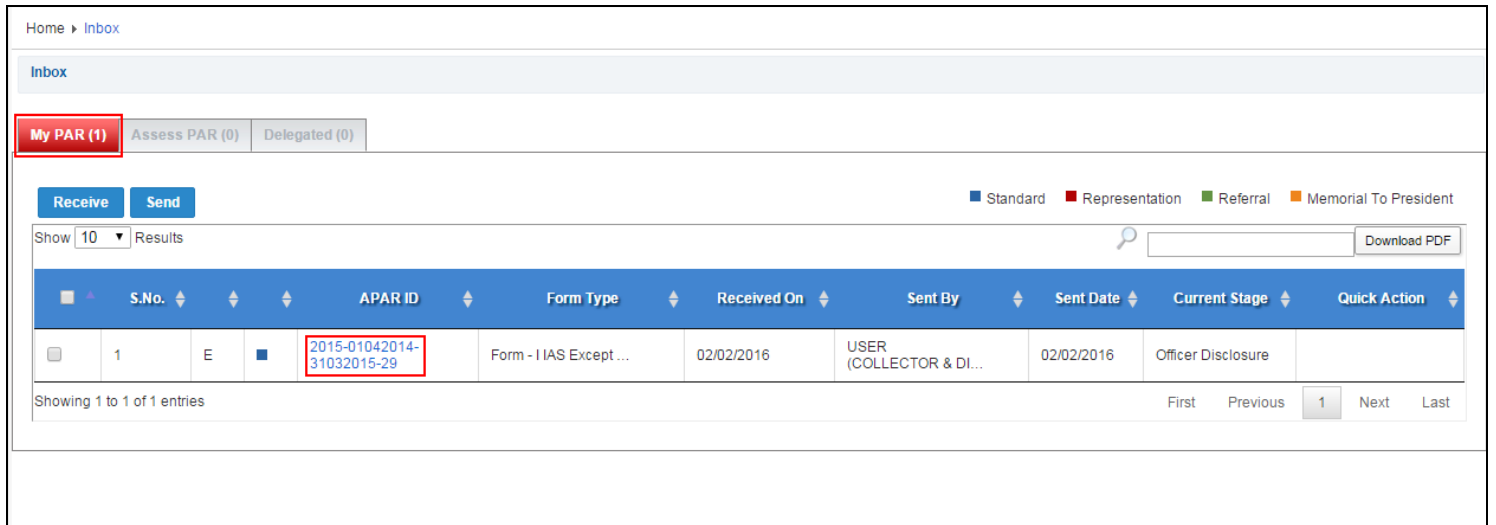 Home Inbox
Inbox
My PAR (1) Assess PAR (0) Delegated (0)
Receive Send Standard Representation Referral Memorial To President
Show 10 Results Download PDF
S.No. APAR ID Form Type Received On Sent By Sent Date Current Stage Quick Action
1 E 2015-01042014-31032015-29 Form - I IAS Except ... 02/02/2016 USER (COLLECTOR & DI... 02/02/2016 Officer Disclosure
Showing 1 to 1 of 1 entries First Previous 1 Next Last